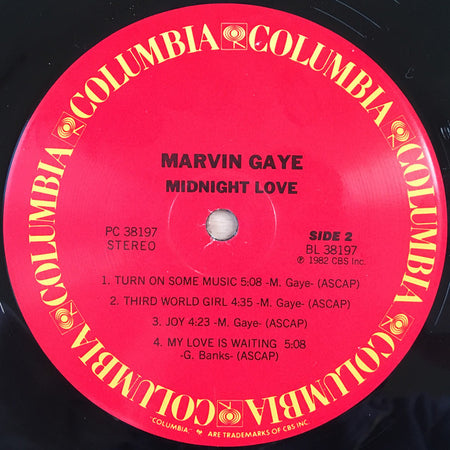 COLUMBIA COLUMBIA COLUMBIA COLUMBIA COLUMBIA COLUMBIA
MARVIN GAYE
MIDNIGHT LOVE
PC 38197
STEREO
SIDE 2
BL 38197
℗ 1982 CBS Inc.
1. TURN ON SOME MUSIC 5:08 -M. Gaye- (ASCAP)
2. THIRD WORLD GIRL 4:35 -M. Gaye- (ASCAP)
3. JOY 4:23 -M. Gaye- (ASCAP)
4. MY LOVE IS WAITING 5:08
-G. Banks- (ASCAP)
"COLUMBIA," ARE TRADEMARKS OF CBS INC.